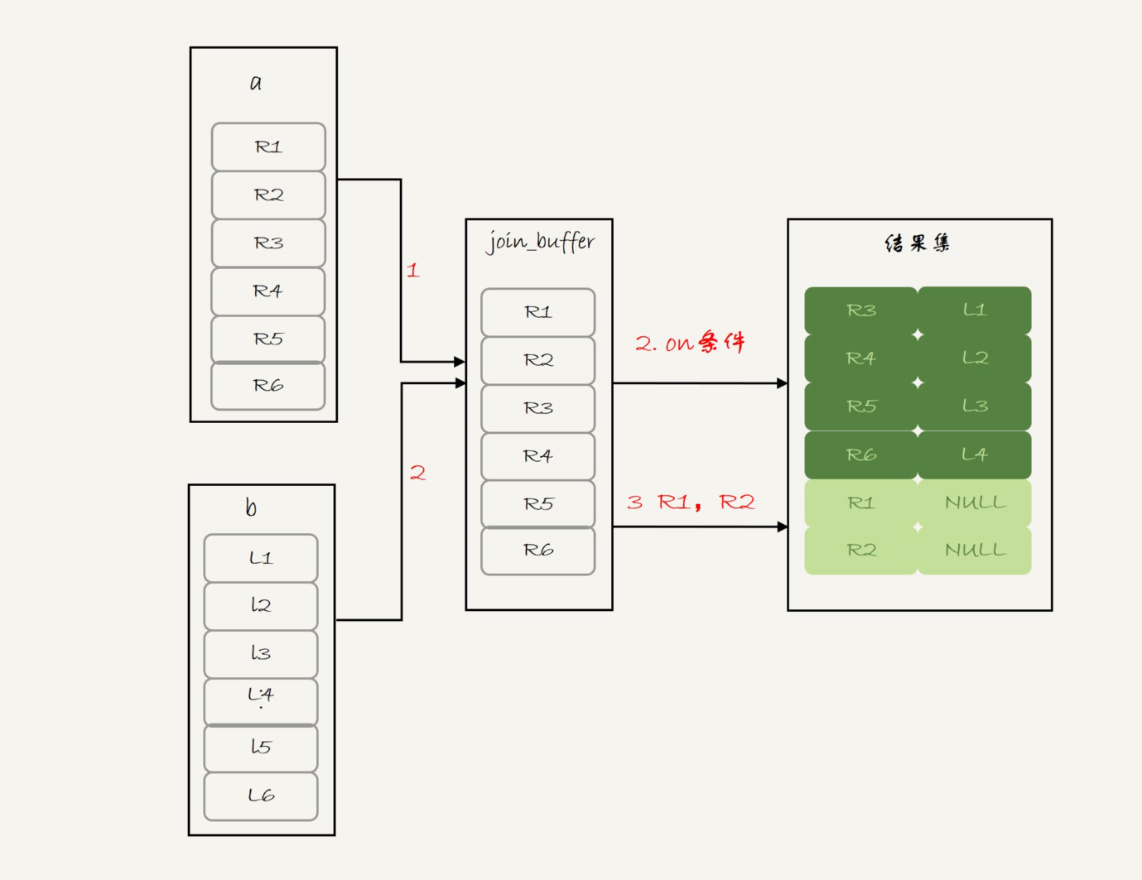 a
R1
R2
R3
R4
R5
R6
1
b
L1
l2
l3
L4
l5
L6
2
join_buffer
R1
R2
R3
R4
R5
R6
2. on条件
3 R1，R2
结果集
R3 L1
R4 L2
R5 L3
R6 L4
R1 NULL
R2 NULL